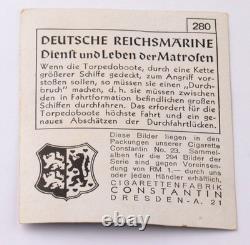 280
DEUTSCHE REICHSMARINE
Dienst und Leben der Matrosen
Wenn die Torpedoboote, durch eine Kette
größerer Schiffe gedeckt, zum Angriff vor-
stoßen sollen, so müssen sie einen „Durch-
bruch" machen, d. h. sie müssen zwischen
den in Fahrtformation befindlichen großen
Schiffen durchfahren. Das erfordert für die
Torpedoboote höchste Fahrt und ein ge-
naues Abschätzen der Durchfahrtlücken.
Diese Bilder liegen in den
Packungen unserer Cigarette
Constantin No. 23. Sammel-
alben für die 294 Bilder der
Serie sind gegen Voreinsen-
dung von RM 1.— durch uns
oder jeden Händler erhältlich.
CIGARETTENFABRIK
CONSTANTIN
DRESDEN-A. 21